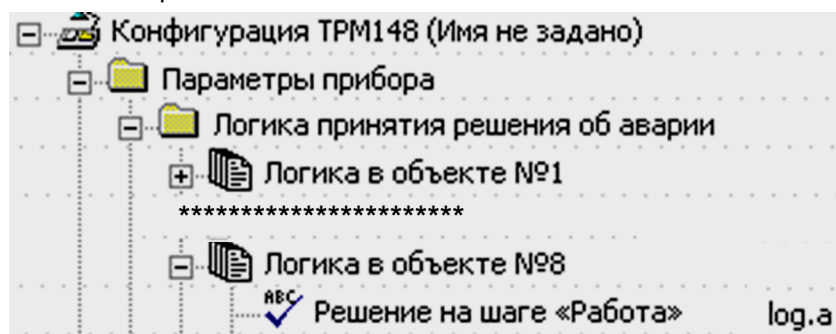 Конфигурация ТРМ148 (Имя не задано)
Параметры прибора
Логика принятия решения об аварии
Логика в объекте №1
***********************
Логика в объекте №8
ABC Решение на шаге «Работа» log.a